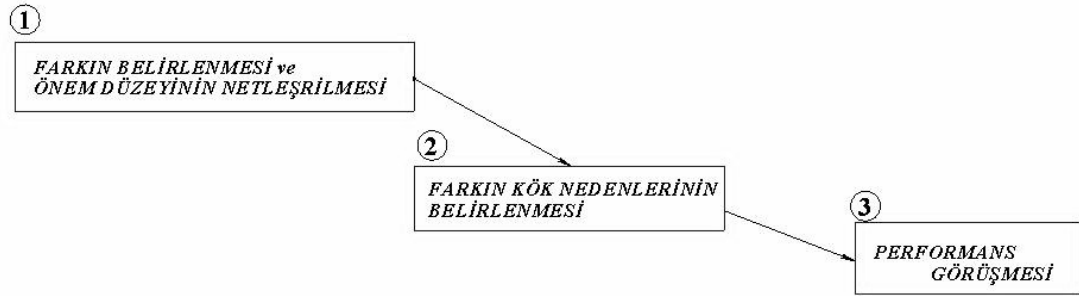 1
FARKIN BELİRLENMESİ ve
ÖNEM DÜZEYİNİN NETLEŞRİLMESİ
2
FARKIN KÖK NEDENLERİNİN
BELİRLENMESİ
3
PERFORMANS
GÖRÜŞMESİ